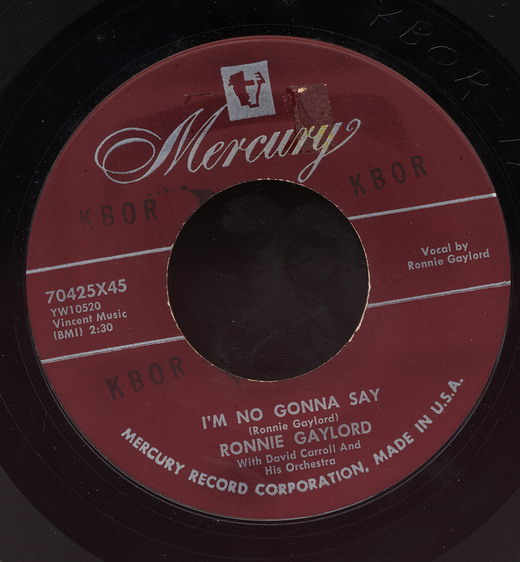 KBOR-
Mercury
KBOR
KBOR
70425X45
YW10520
Vincent Music
(BMI) 2:30
Vocal by
Ronnie Gaylord
KBOR
I'M NO GONNA SAY
(Ronnie Gaylord)
RONNIE GAYLORD
With David Carroll And
His Orchestra
MERCURY RECORD CORPORATION, MADE IN U.S.A.